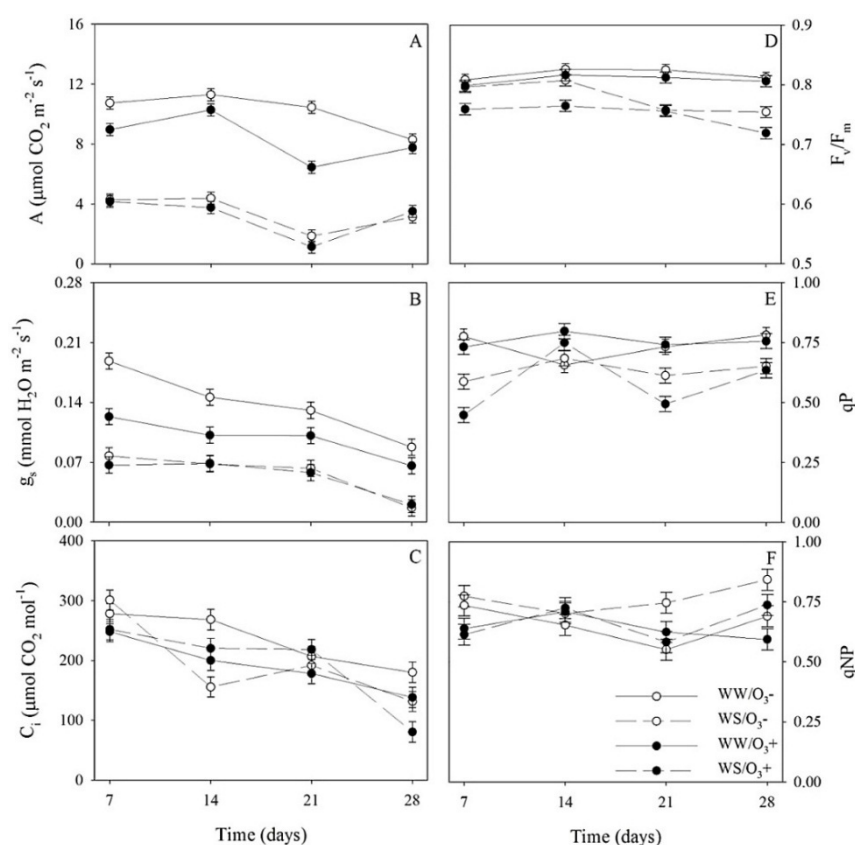 16
12
8
4
0
A (μmol CO₂ m⁻² s⁻¹)
A
0.9
0.8
0.7
0.6
0.5
Fᵥ/Fₘ
D
0.28
0.21
0.14
0.07
0.00
gₛ (mmol H₂O m⁻² s⁻¹)
B
1.00
0.75
0.50
0.25
0.00
qP
E
400
300
200
100
0
Cᵢ (μmol CO₂ mol⁻¹)
C
7
14
21
28
Time (days)
1.00
0.75
0.50
0.25
0.00
qNP
F
WW/O₃-
WS/O₃-
WW/O₃+
WS/O₃+
7
14
21
28
Time (days)